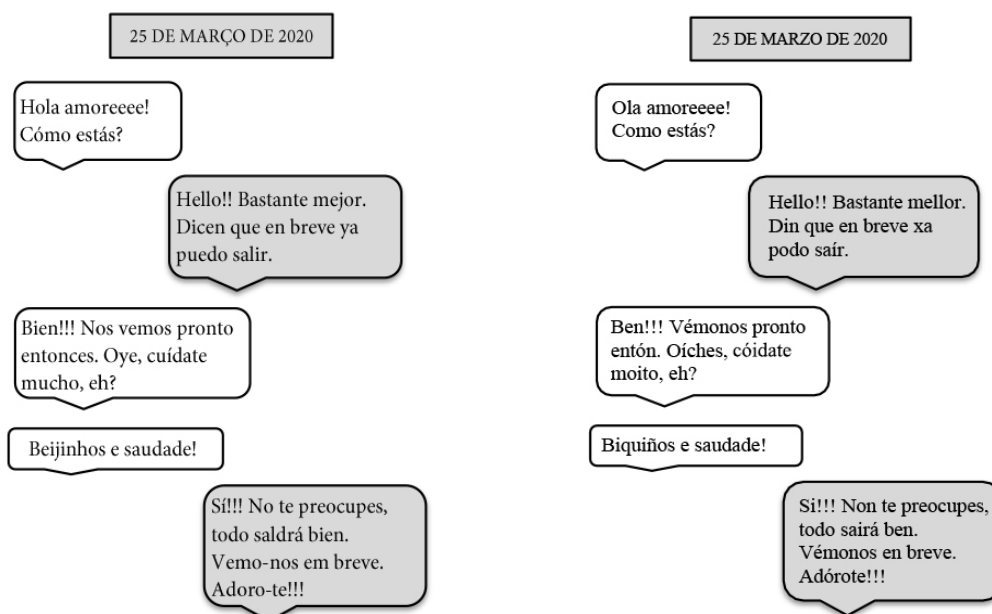 25 DE MARÇO DE 2020
Hola amoreeee!
Cómo estás?
Hello!! Bastante mejor.
Dicen que en breve ya
puedo salir.
Bien!!! Nos vemos pronto
entonces. Oye, cuídate
mucho, eh?
Beijinhos e saudade!
Sí!!! No te preocupes,
todo saldrá bien.
Vemo-nos em breve.
Adoro-te!!!
25 DE MARZO DE 2020
Ola amoreeee!
Como estás?
Hello!! Bastante mellor.
Din que en breve xa
podo saír.
Ben!!! Vémonos pronto
entón. Oíches, cóidate
moito, eh?
Biquiños e saudade!
Si!!! Non te preocupes,
todo sairá ben.
Vémonos en breve.
Adórote!!!